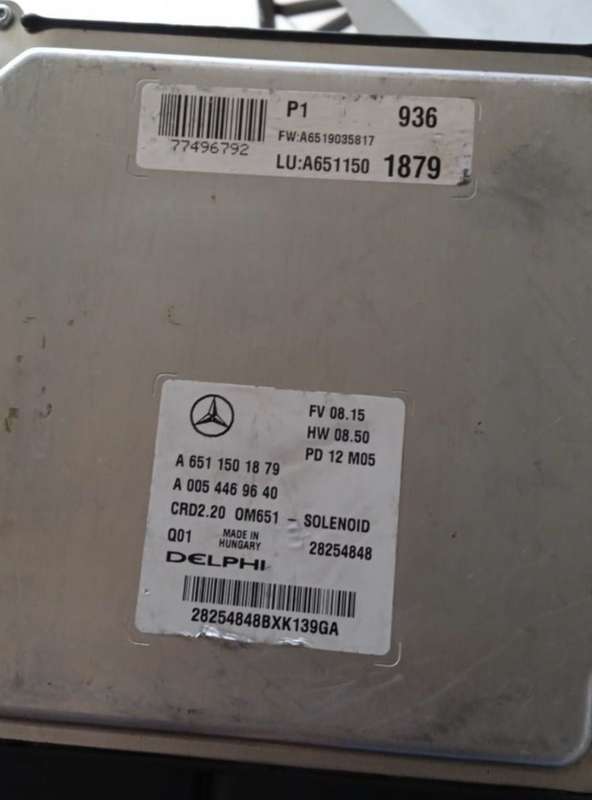 P1 936
FW:A6519035817
77496792
LU:A651150 1879
FV 08.15
HW 08.50
PD 12 M05
A 651 150 18 79
A 005 446 96 40
CRD2.20 OM651 - SOLENOID
Q01 MADE IN HUNGARY 28254848
DELPHI
28254848BXK139GA